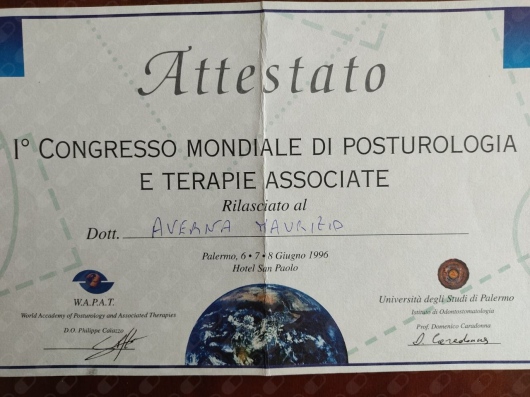 Attestato
I° CONGRESSO MONDIALE DI POSTUROLOGIA
E TERAPIE ASSOCIATE
Rilasciato al
Dott. AVERNA MAURIZIO
Palermo, 6 • 7 • 8 Giugno 1996
Hotel San Paolo
W.A.P.A.T.
World Accademy of Posturology and Associated Therapies
D.O. Philippe Caiazzo
Università degli Studi di Palermo
Istituto di Odontostomatologia
Prof. Domenico Caradonna
D. Caradonna